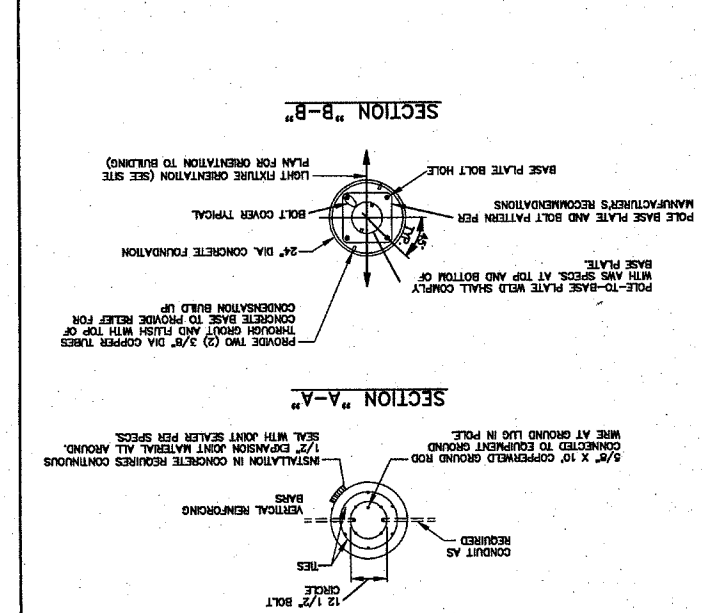 12 1/2" BOLT
CIRCLE
TIES
CONDUIT AS
REQUIRED
VERTICAL REINFORCING
BARS
5/8" X 10' COPPERWELD GROUND ROD
CONNECTED TO EQUIPMENT GROUND
WIRE AT GROUND LUG IN POLE.
INSTALLATION IN CONCRETE REQUIRES CONTINUOUS
1/2" EXPANSION JOINT MATERIAL ALL AROUND.
SEAL WITH JOINT SEALER PER SPECS.
SECTION "A-A"
PROVIDE TWO (2) 3/8" DIA COPPER TUBES
THROUGH GROUT AND FLUSH WITH TOP OF
CONCRETE BASE TO PROVIDE RELIEF FOR
CONDENSATION BUILD UP
POLE-TO-BASE PLATE WELD SHALL COMPLY
WITH AWS SPECS. AT TOP AND BOTTOM OF
BASE PLATE.
45°
TYP.
24" DIA. CONCRETE FOUNDATION
POLE BASE PLATE AND BOLT PATTERN PER
MANUFACTURER'S RECOMMENDATIONS
BOLT COVER TYPICAL
BASE PLATE BOLT HOLE
LIGHT FIXTURE ORIENTATION (SEE SITE
PLAN FOR ORIENTATION TO BUILDING)
SECTION "B-B"